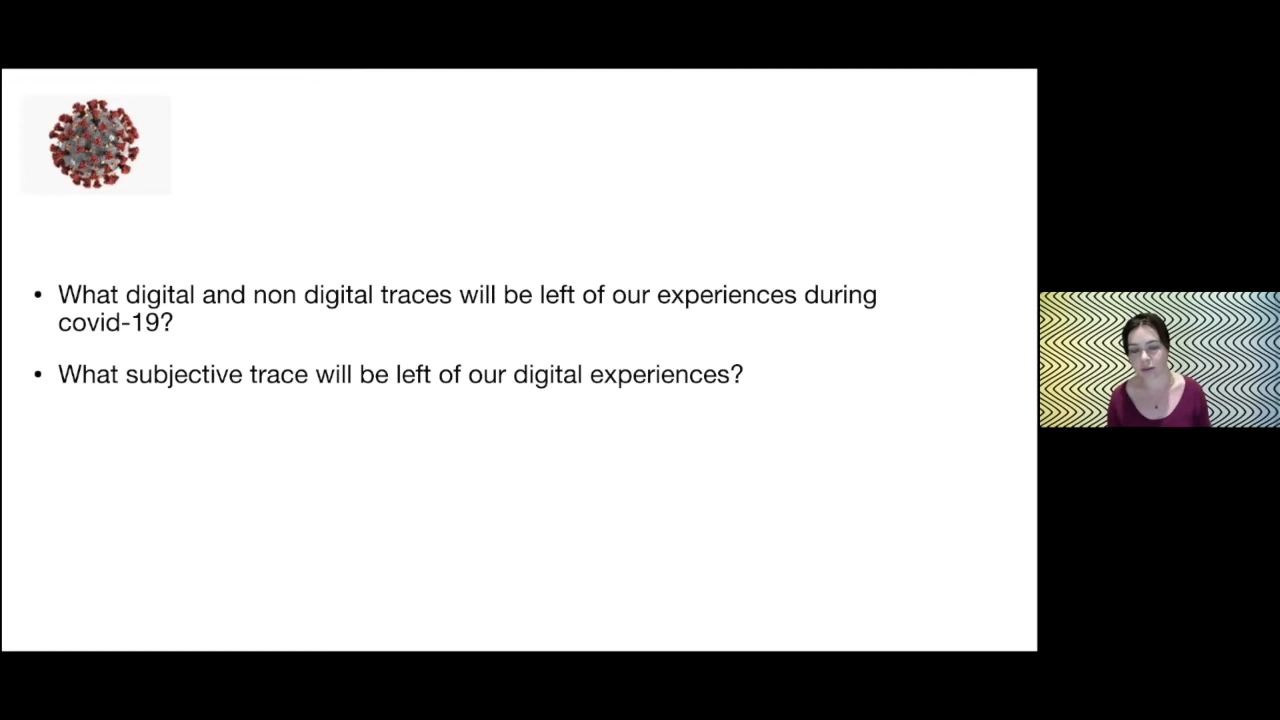 • What digital and non digital traces will be left of our experiences during
covid-19?
• What subjective trace will be left of our digital experiences?